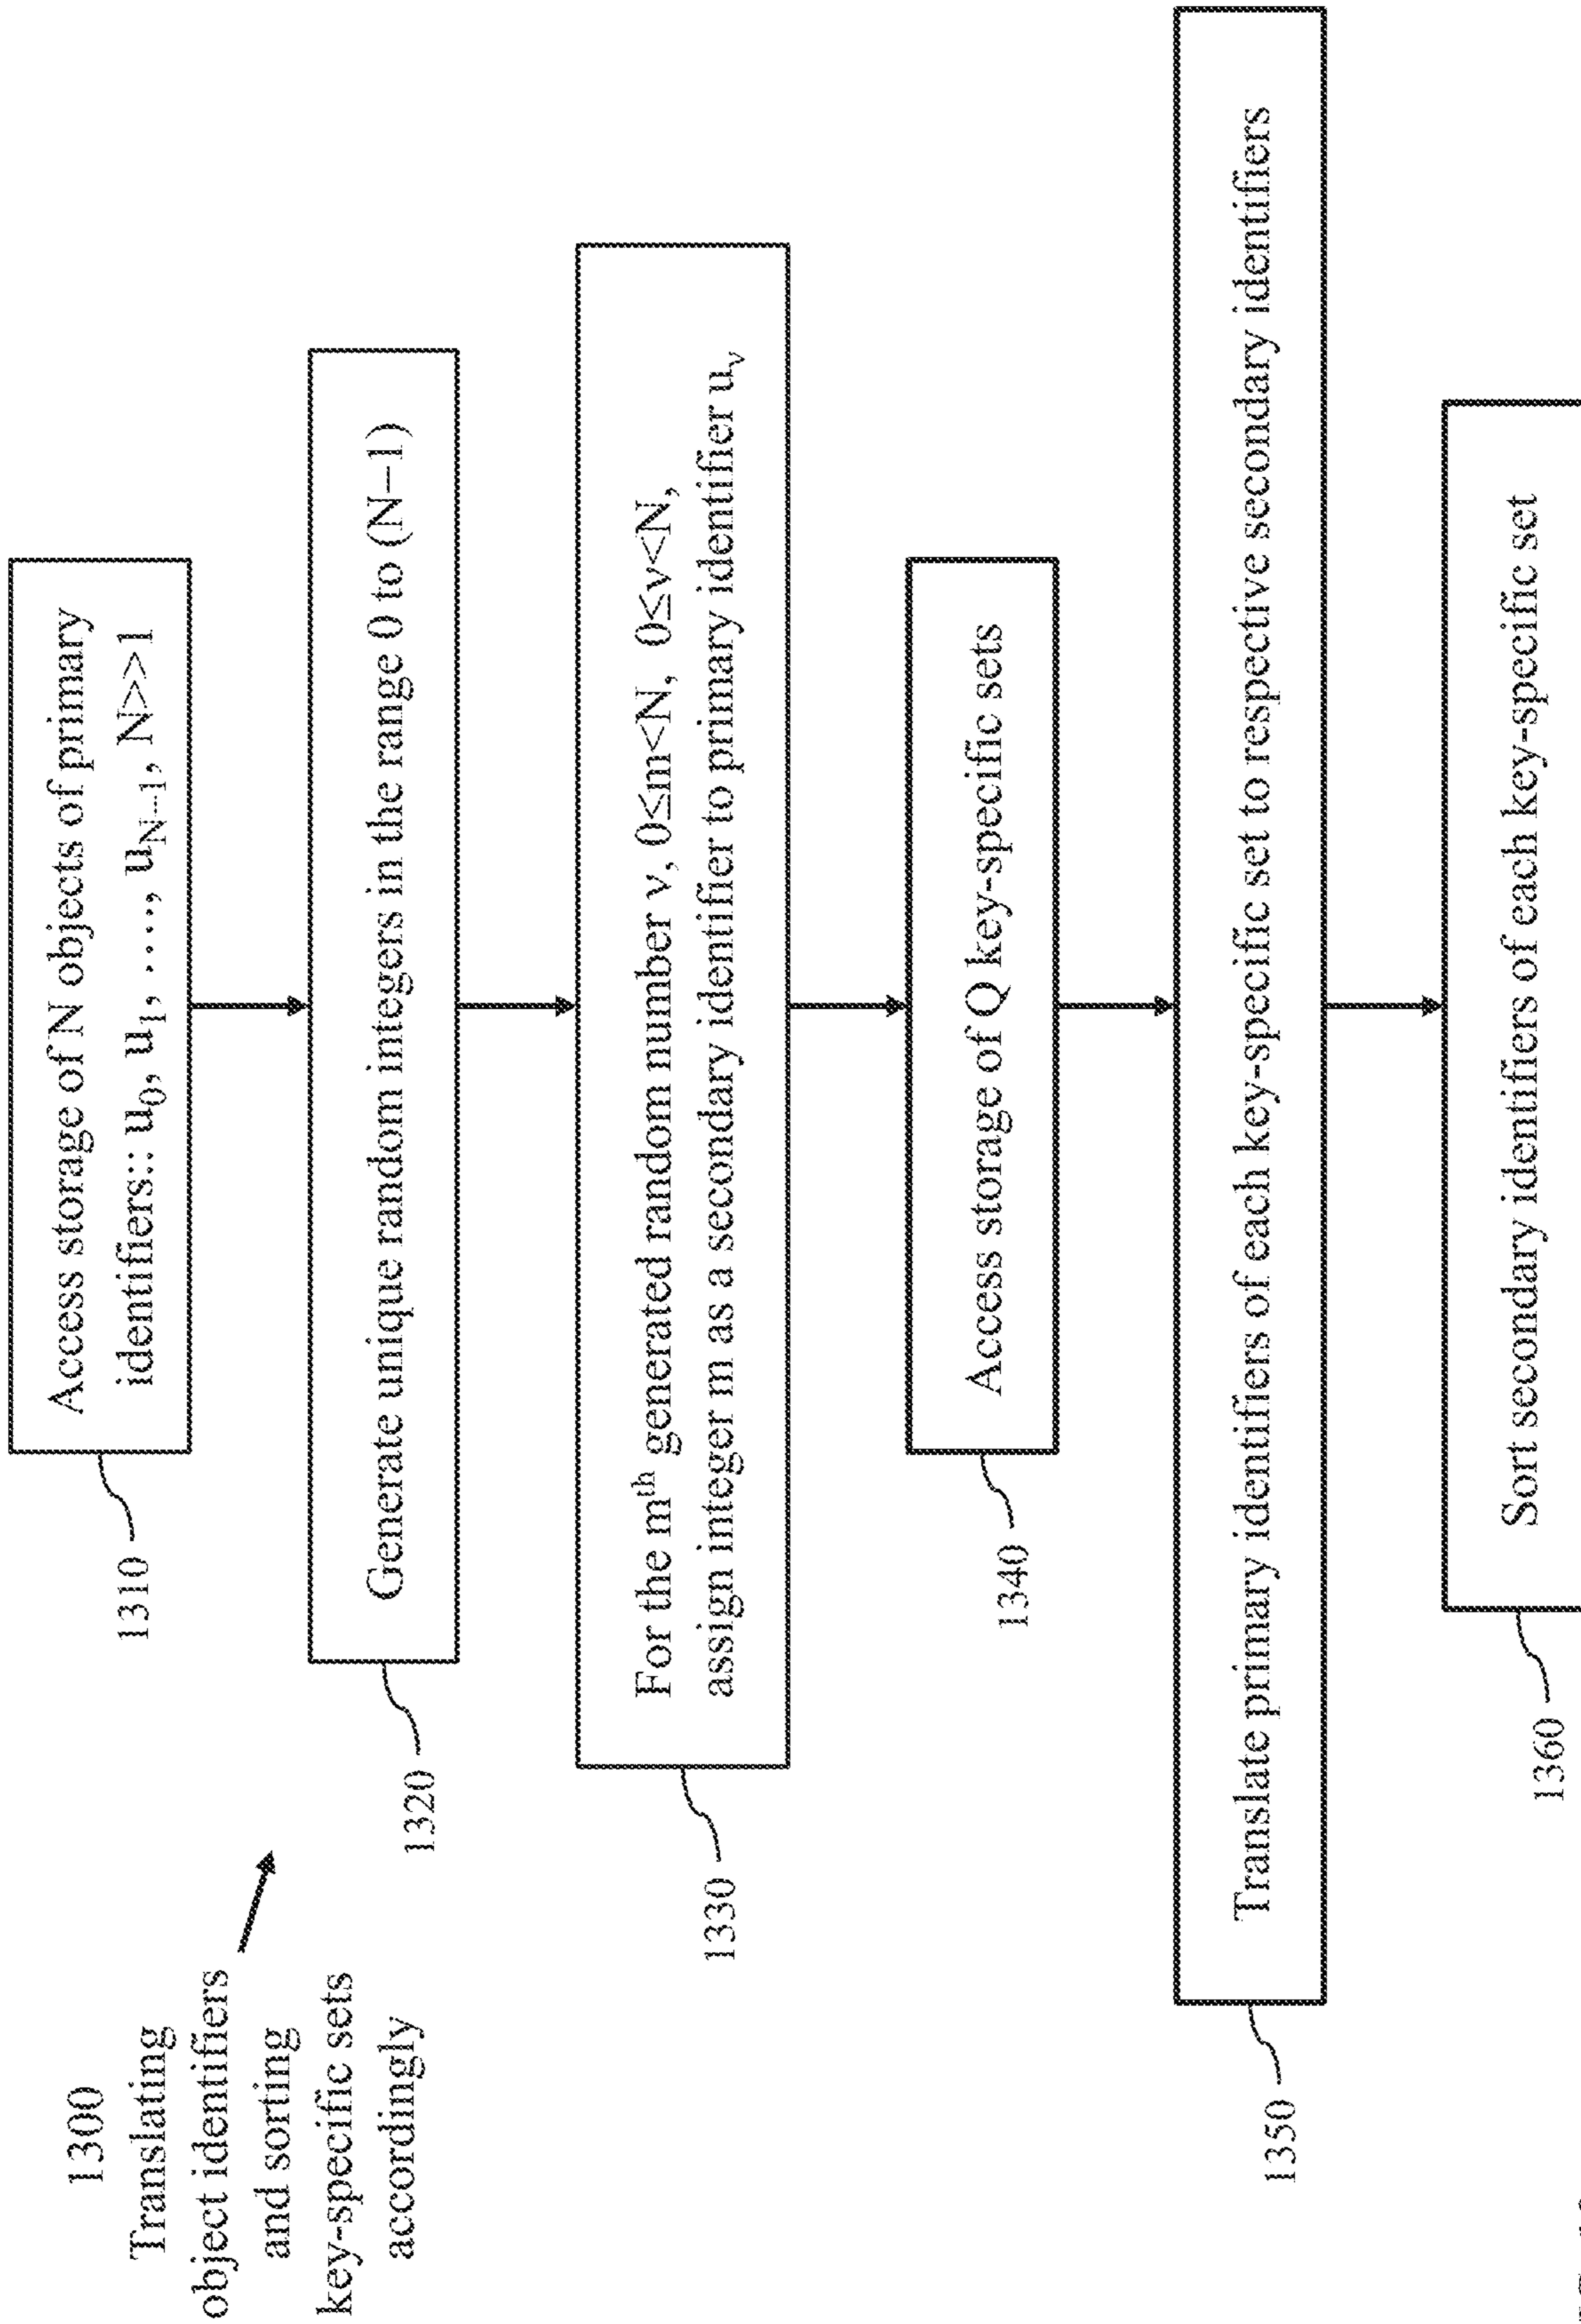 1300
Translating
object identifiers
and sorting
key-specific sets
accordingly
1310
Access storage of N objects of primary
identifiers:: u₀, u₁, …., u_N−1, N>>1
1320
Generate unique random integers in the range 0 to (N−1)
1330
For the mᵗʰ generated random number ν, 0≤m<N, 0≤ν<N,
assign integer m as a secondary identifier to primary identifier u_ν
1340
Access storage of Q key-specific sets
1350
Translate primary identifiers of each key-specific set to respective secondary identifiers
1360
Sort secondary identifiers of each key-specific set